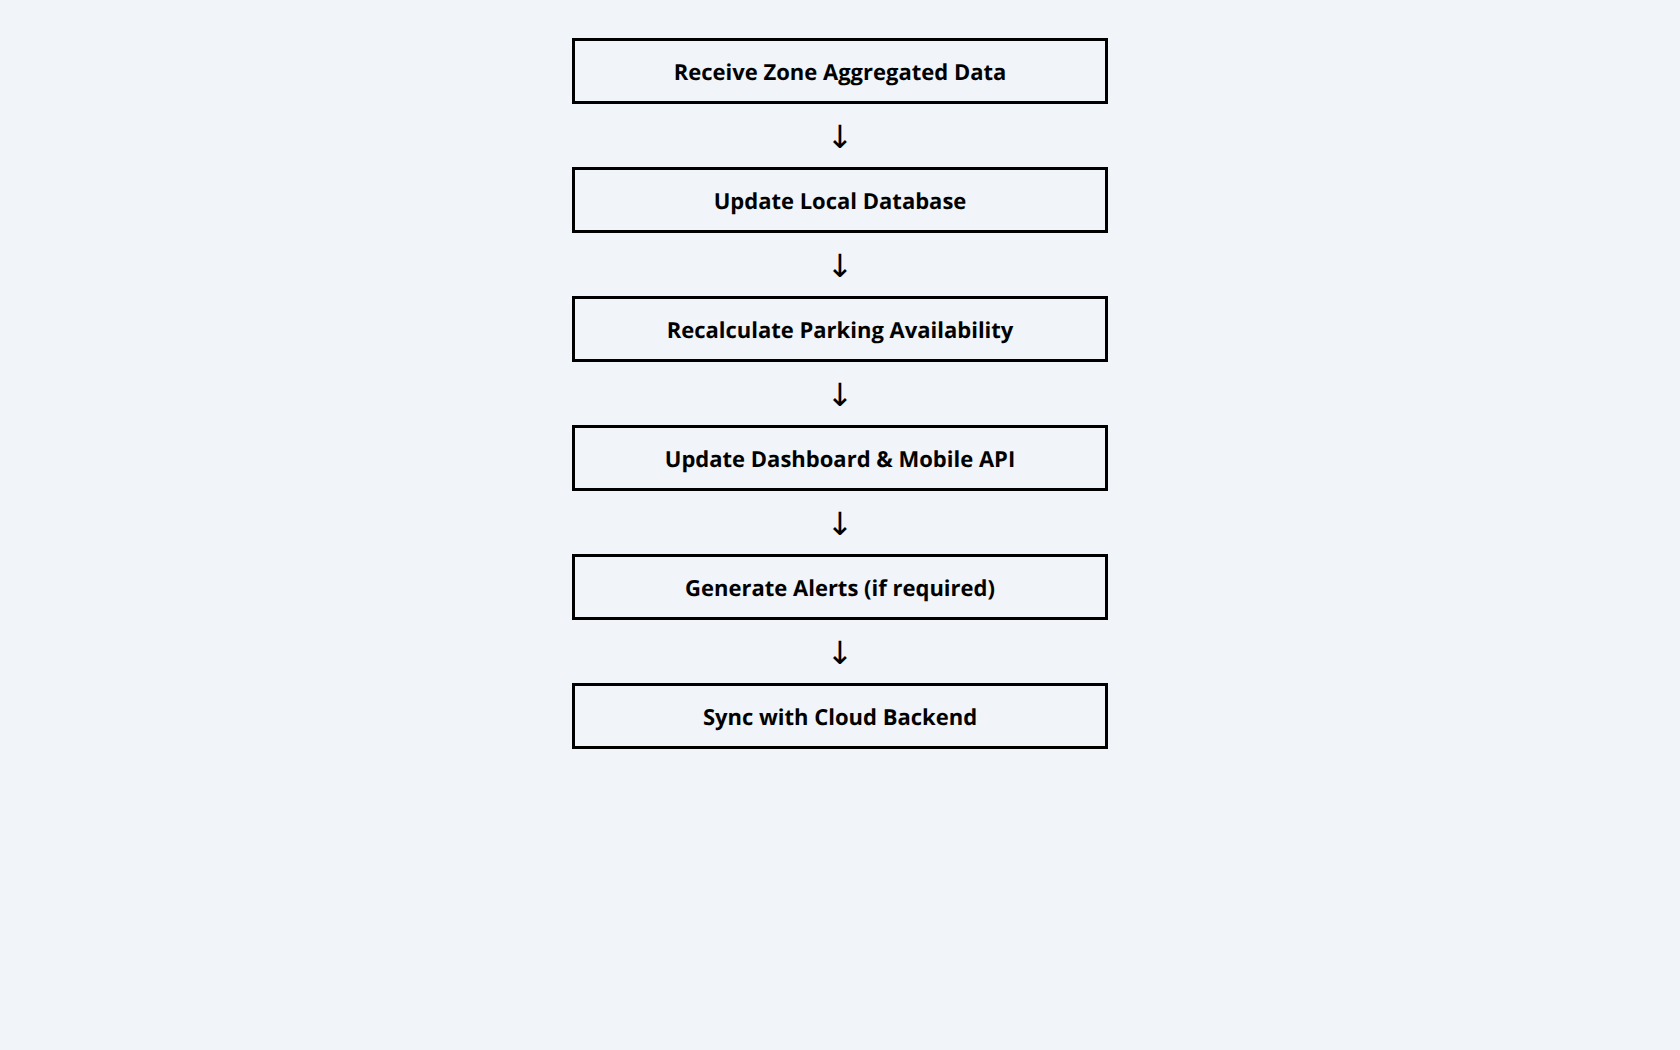 Receive Zone Aggregated Data
↓
Update Local Database
↓
Recalculate Parking Availability
↓
Update Dashboard & Mobile API
↓
Generate Alerts (if required)
↓
Sync with Cloud Backend